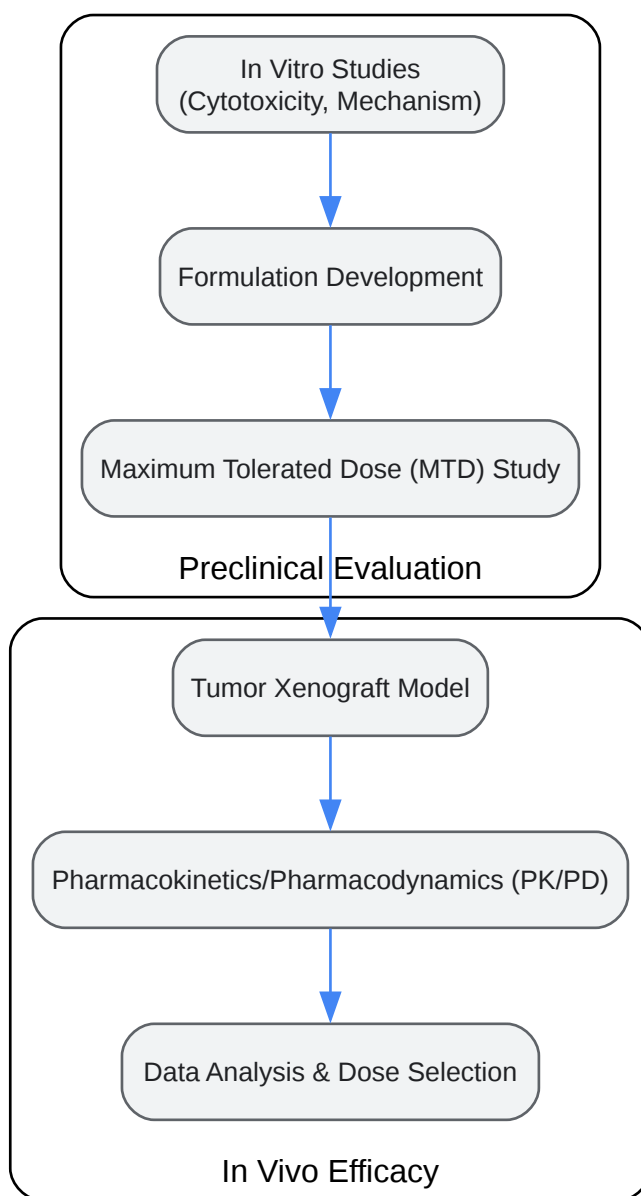 In Vitro Studies
(Cytotoxicity, Mechanism)
Formulation Development
Maximum Tolerated Dose (MTD) Study
Preclinical Evaluation
Tumor Xenograft Model
Pharmacokinetics/Pharmacodynamics (PK/PD)
Data Analysis & Dose Selection
In Vivo Efficacy